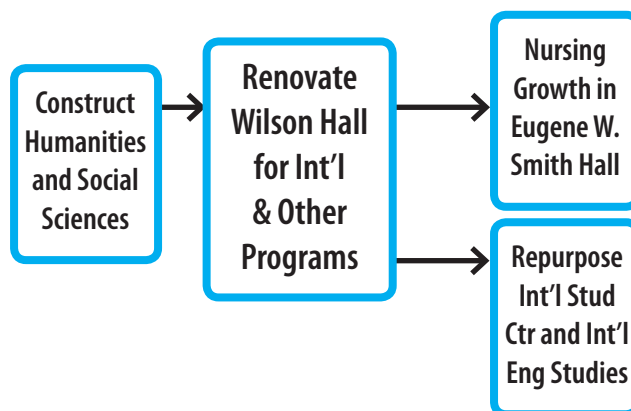 Construct
Humanities
and Social
Sciences
Renovate
Wilson Hall
for Int’l
& Other
Programs
Nursing
Growth in
Eugene W.
Smith Hall
Repurpose
Int’l Stud
Ctr and Int’l
Eng Studies